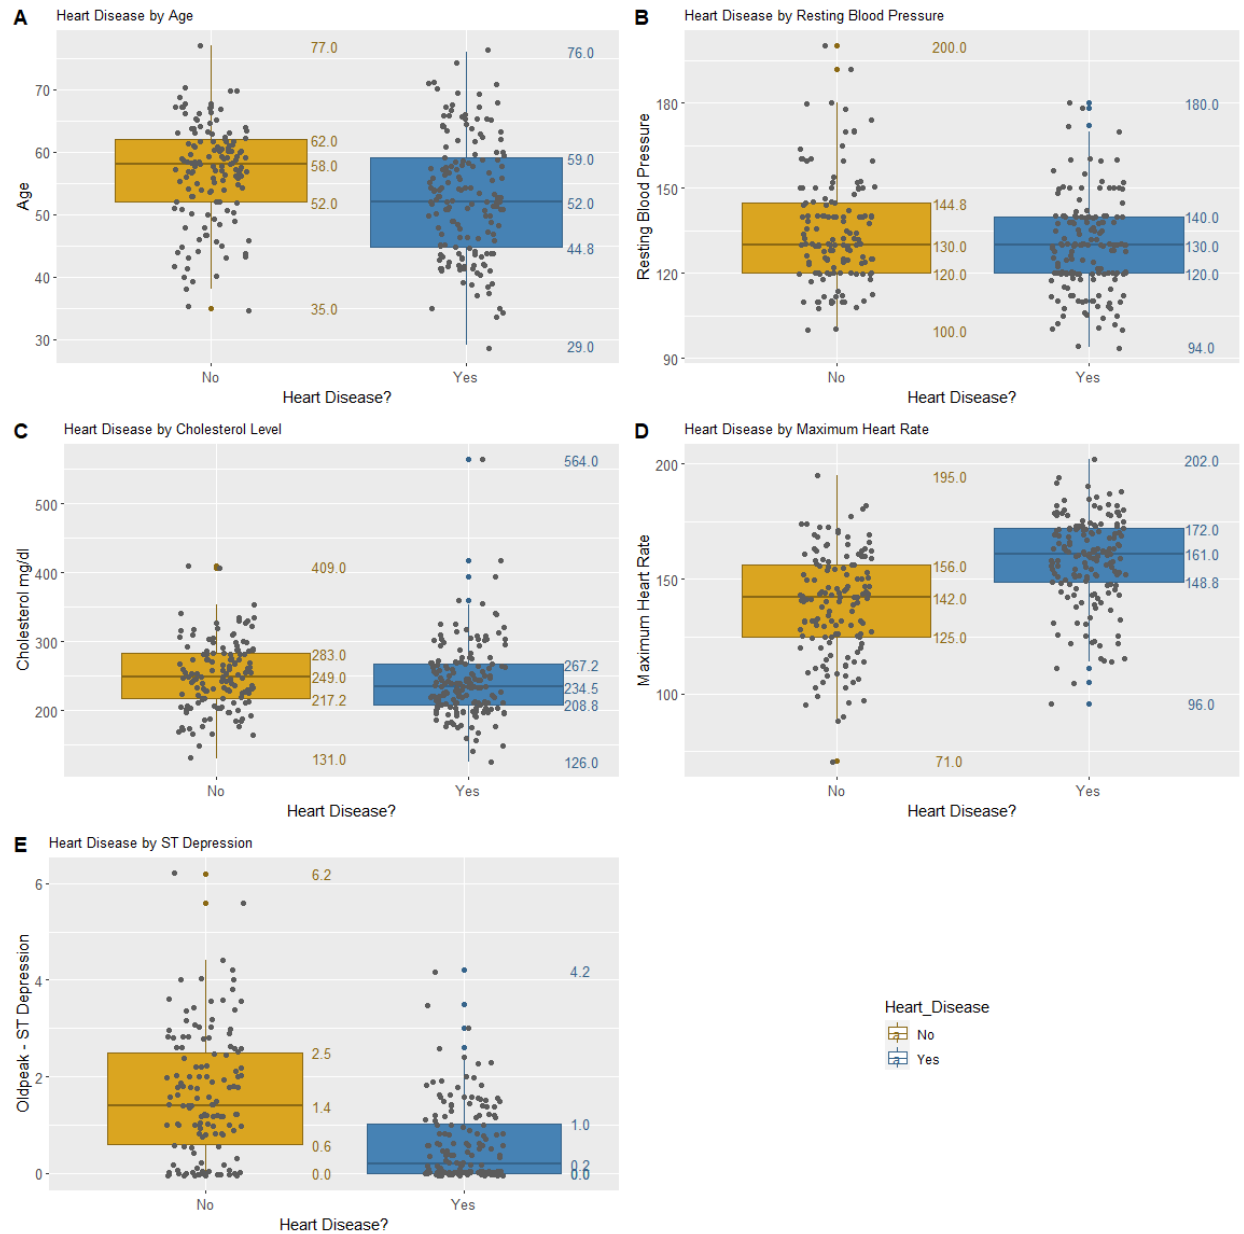 A
Heart Disease by Age
77.0
76.0
70
62.0
60
58.0
59.0
52.0
52.0
50
44.8
40
35.0
30
29.0
Age
No
Yes
Heart Disease?
B
Heart Disease by Resting Blood Pressure
200.0
180
180.0
150
144.8
140.0
130.0
130.0
120
120.0
120.0
100.0
90
94.0
Resting Blood Pressure
No
Yes
Heart Disease?
C
Heart Disease by Cholesterol Level
564.0
500
400
409.0
300
283.0
267.2
249.0
234.5
217.2
208.8
200
131.0
126.0
Cholesterol mg/dl
No
Yes
Heart Disease?
D
Heart Disease by Maximum Heart Rate
200
202.0
195.0
172.0
156.0
161.0
150
148.8
142.0
125.0
100
96.0
71.0
Maximum Heart Rate
No
Yes
Heart Disease?
E
Heart Disease by ST Depression
6
6.2
4
4.2
2.5
2
1.4
1.0
0.6
0.2
0
0.0
0.0
Oldpeak - ST Depression
No
Yes
Heart Disease?
Heart_Disease
a No
a Yes